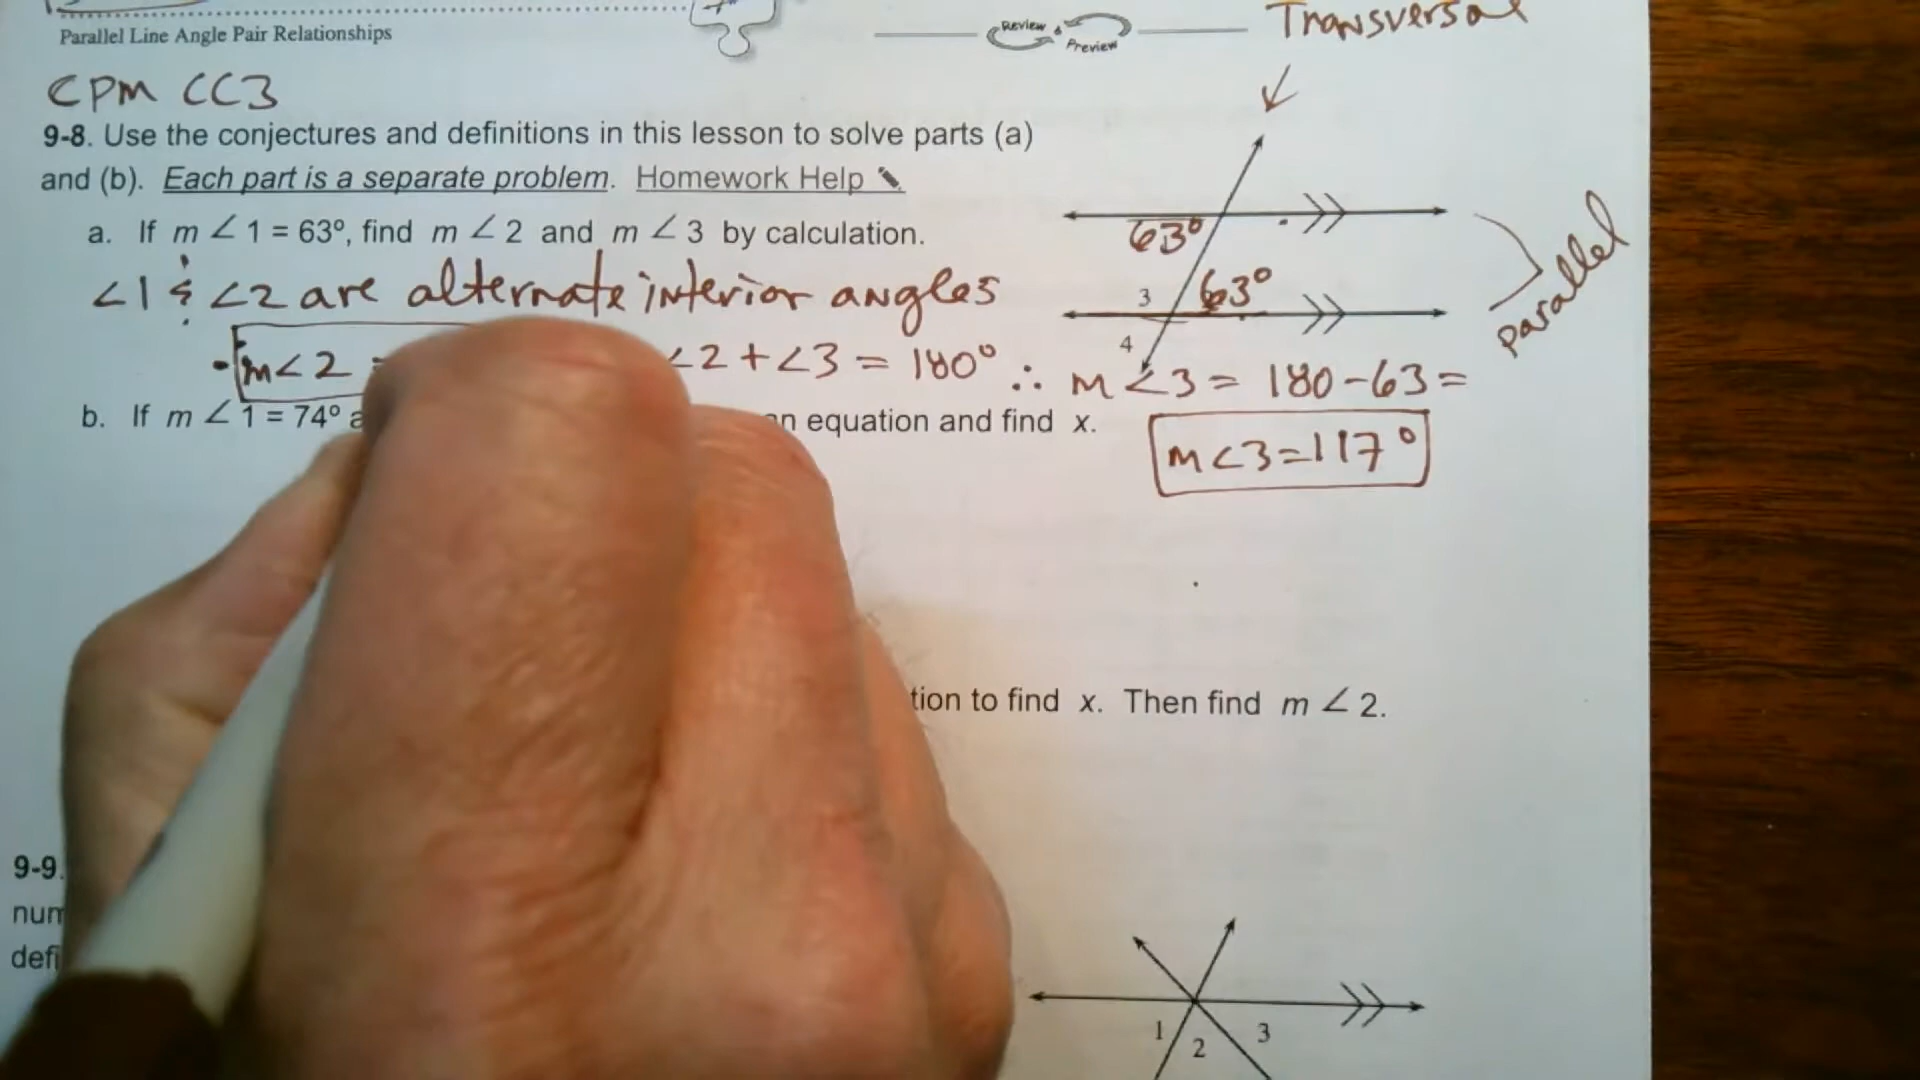 Transversal
Parallel Line Angle Pair Relationships
Review & Preview
CPM CC3
9-8. Use the conjectures and definitions in this lesson to solve parts (a)
and (b). Each part is a separate problem. Homework Help
a. If m ∠ 1 = 63º, find m ∠ 2 and m ∠ 3 by calculation.
63°
parallel
∠1 & ∠2 are alternate interior angles
3 63°
4
m∠2 = ∠2 + ∠3 = 180° ∴ m∠3 = 180-63=
b. If m ∠ 1 = 74º an equation and find x.
m∠3=117°
tion to find x. Then find m ∠ 2.
9-9.
num
defi
1 2 3